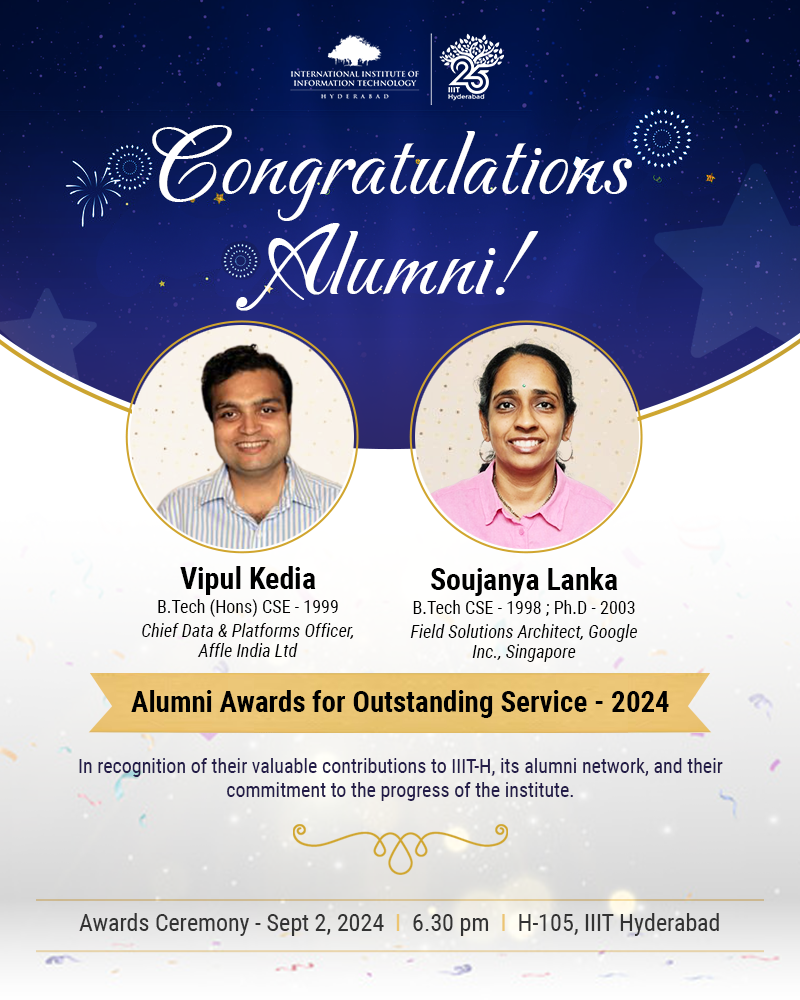 INTERNATIONAL INSTITUTE OF
INFORMATION TECHNOLOGY
HYDERABAD
25
IIIT
Hyderabad
Congratulations
Alumni!
Vipul Kedia
B.Tech (Hons) CSE - 1999
Chief Data & Platforms Officer,
Affle India Ltd
Soujanya Lanka
B.Tech CSE - 1998 ; Ph.D - 2003
Field Solutions Architect, Google
Inc., Singapore
Alumni Awards for Outstanding Service - 2024
In recognition of their valuable contributions to IIIT-H, its alumni network, and their
commitment to the progress of the institute.
Awards Ceremony - Sept 2, 2024 | 6.30 pm | H-105, IIIT Hyderabad